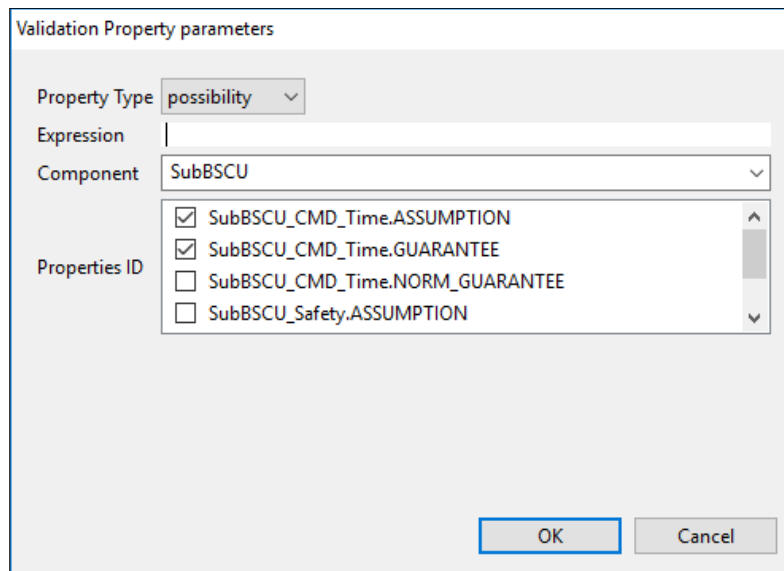 Validation Property parameters
Property Type possibility
Expression
Component SubBSCU
SubBSCU_CMD_Time.ASSUMPTION
SubBSCU_CMD_Time.GUARANTEE
Properties ID
SubBSCU_CMD_Time.NORM_GUARANTEE
SubBSCU_Safety.ASSUMPTION
OK Cancel